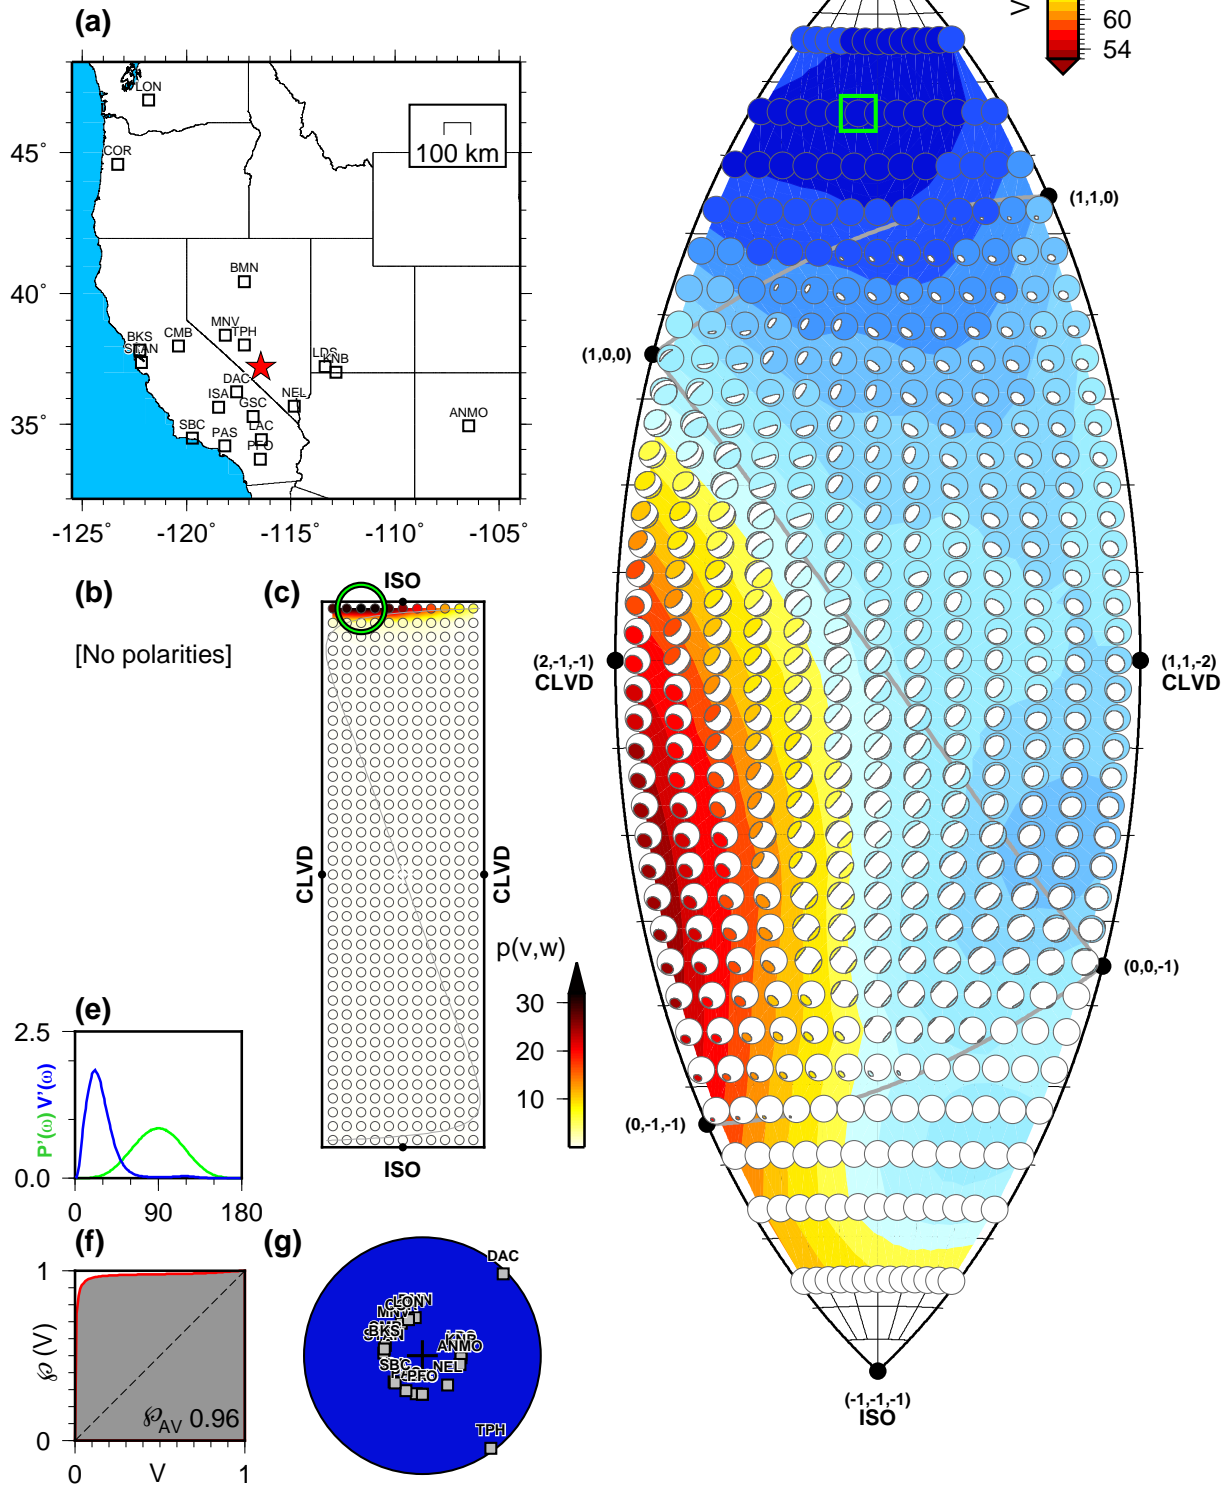 (a)
LON
COR
100 km
BMN
MNV
TPH
CMB
BKS
LDS
KNB
DAC
ISA
GSC
NEL
SBC
PAS
LAC
PFO
ANMO
45°
40°
35°
-125
-120
-115
-110
-105
(b)
[No polarities]
(c)
ISO
CLVD
CLVD
ISO
p(v,w)
30
20
10
V
60
54
(1,1,0)
(1,0,0)
(2,-1,-1)
CLVD
(1,1,-2)
CLVD
(0,0,-1)
(0,-1,-1)
(-1,-1,-1)
ISO
(e)
2.5
0.0
P'(ω) V'(ω)
0
90
180
(f)
1
0
℘ (V)
℘AV 0.96
0
V
1
(g)
DAC
LON
MNV
BKS
ANMO
SBC
NEL
PFO
TPH